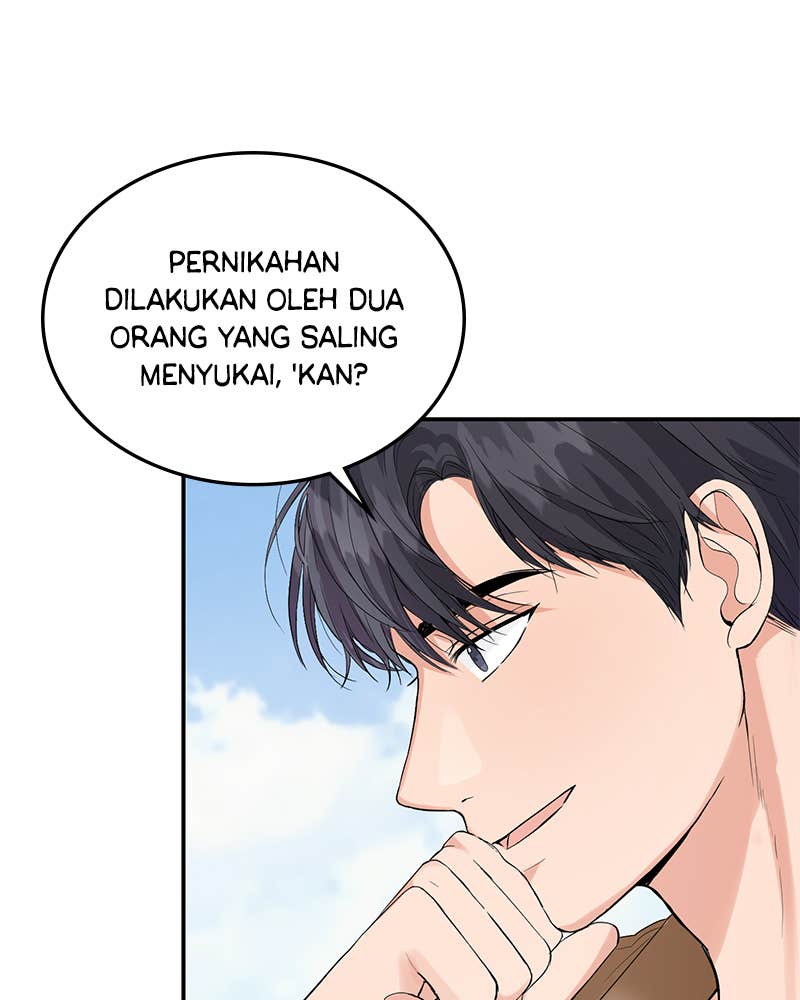 PERNIKAHAN
DILAKUKAN OLEH DUA
ORANG YANG SALING
MENYUKAI, 'KAN?